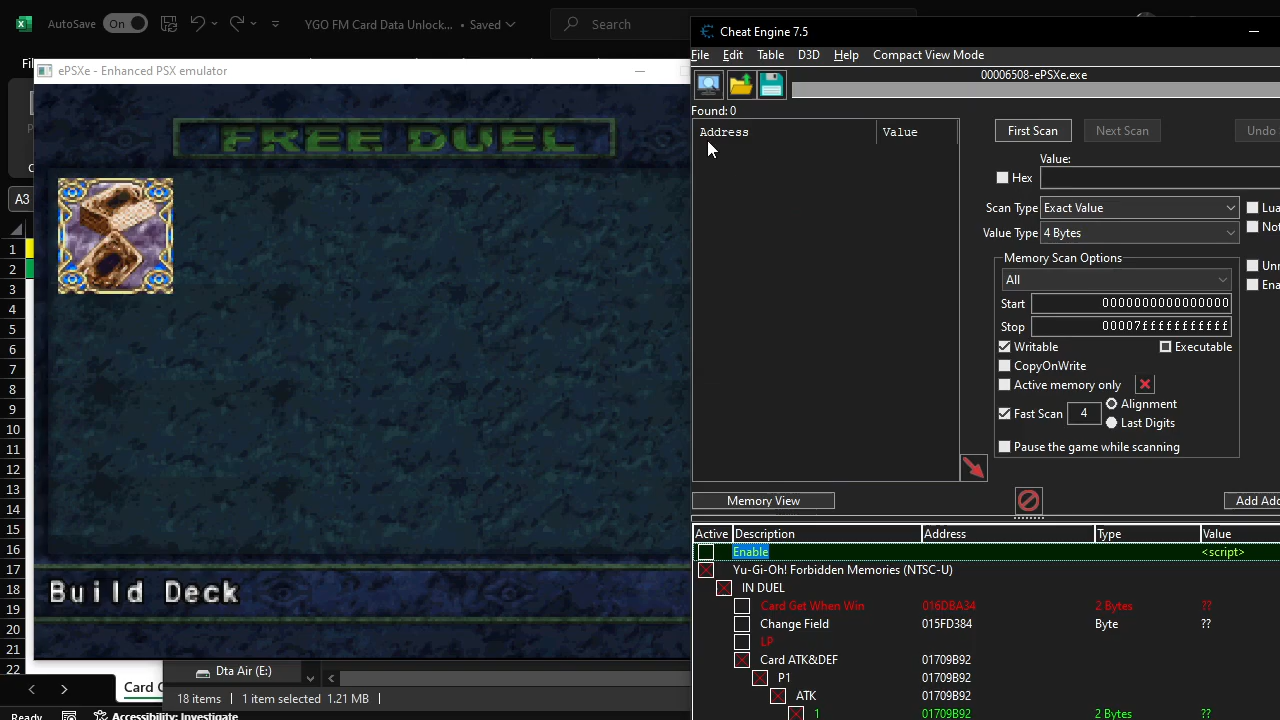 AutoSave
On
YGO FM Card Data Unlock... • Saved
Search
Cheat Engine 7.5
ePSXe - Enhanced PSX emulator
File Edit Table D3D Help Compact View Mode
00006508-ePSXe.exe
Found: 0
Address
Value
First Scan
Next Scan
Undo
FREE DUEL
Value:
Hex
Scan Type
Exact Value
Lua
Value Type
4 Bytes
Memory Scan Options
All
Start
0000000000000000
Stop
00007fffffffffff
Writable
Executable
CopyOnWrite
Active memory only
Fast Scan
4
Alignment
Last Digits
Pause the game while scanning
Memory View
Active
Description
Address
Type
Value
Enable
<script>
Yu-Gi-Oh! Forbidden Memories (NTSC-U)
IN DUEL
Card Get When Win
016DBA34
2 Bytes
??
Change Field
015FD384
Byte
??
LP
Card ATK&DEF
01709B92
P1
01709B92
ATK
01709B92
1
01709B92
2 Bytes
??
A3
1
2
3
4
5
6
7
8
9
10
11
12
13
14
15
16
17
18
19
20
21
22
Build Deck
Dta Air (E:)
18 items
1 item selected 1.21 MB
Ready
Accessibility: Investigate